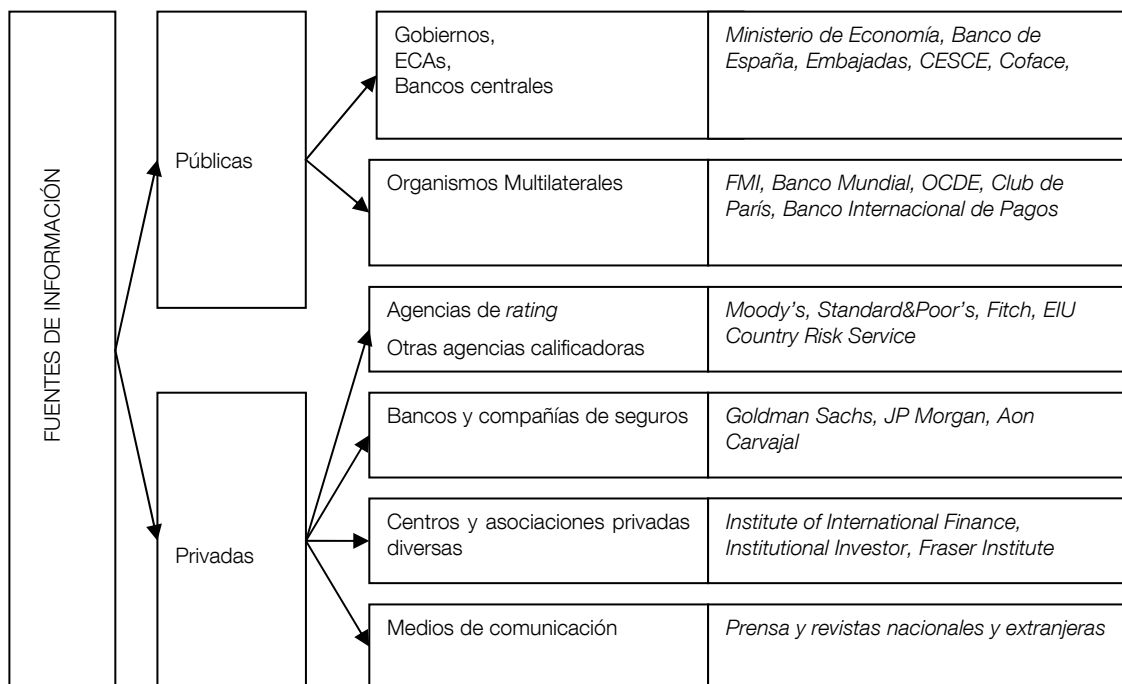 FUENTES DE INFORMACIÓN
Públicas
Gobiernos,
ECAs,
Bancos centrales
Ministerio de Economía, Banco de
España, Embajadas, CESCE, Coface,
Organismos Multilaterales
FMI, Banco Mundial, OCDE, Club de
París, Banco Internacional de Pagos
Privadas
Agencias de rating
Otras agencias calificadoras
Moody's, Standard&Poor's, Fitch, EIU
Country Risk Service
Bancos y compañías de seguros
Goldman Sachs, JP Morgan, Aon
Carvajal
Centros y asociaciones privadas
diversas
Institute of International Finance,
Institutional Investor, Fraser Institute
Medios de comunicación
Prensa y revistas nacionales y extranjeras